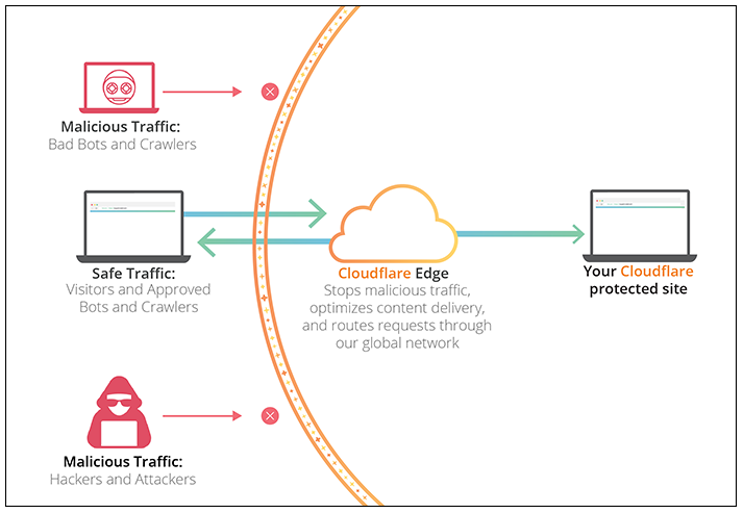 Malicious Traffic:
Bad Bots and Crawlers
Safe Traffic:
Visitors and Approved
Bots and Crawlers
Cloudflare Edge
Stops malicious traffic,
optimizes content delivery,
and routes requests through
our global network
Your Cloudflare
protected site
Malicious Traffic:
Hackers and Attackers